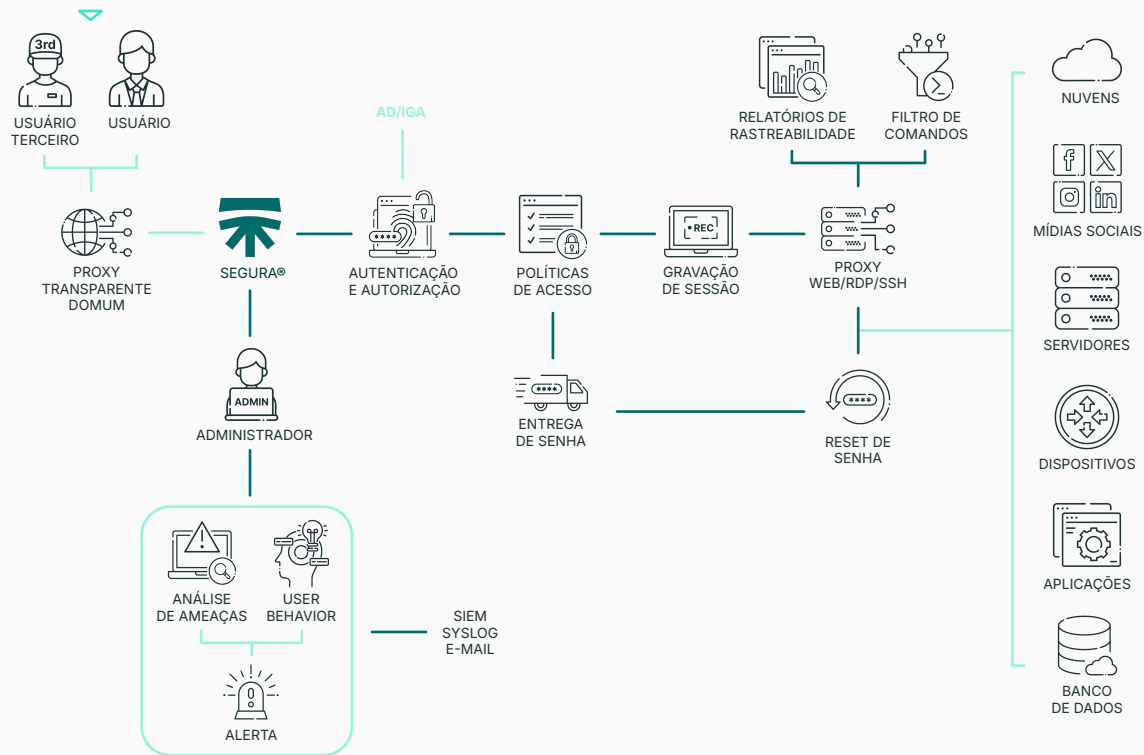 3rd
USUÁRIO
TERCEIRO
USUÁRIO
AD/IGA
RELATÓRIOS DE
RASTREABILIDADE
FILTRO DE
COMANDOS
NUVENS
MÍDIAS SOCIAIS
PROXY
TRANSPARENTE
DOMUM
SEGURA®
****
AUTENTICAÇÃO
E AUTORIZAÇÃO
POLÍTICAS
DE ACESSO
REC
GRAVAÇÃO
DE SESSÃO
PROXY
WEB/RDP/SSH
SERVIDORES
ADMIN
ADMINISTRADOR
****
ENTREGA
DE SENHA
****
RESET DE
SENHA
DISPOSITIVOS
APLICAÇÕES
BANCO
DE DADOS
ANÁLISE
DE AMEAÇAS
USER
BEHAVIOR
ALERTA
SIEM
SYSLOG
E-MAIL